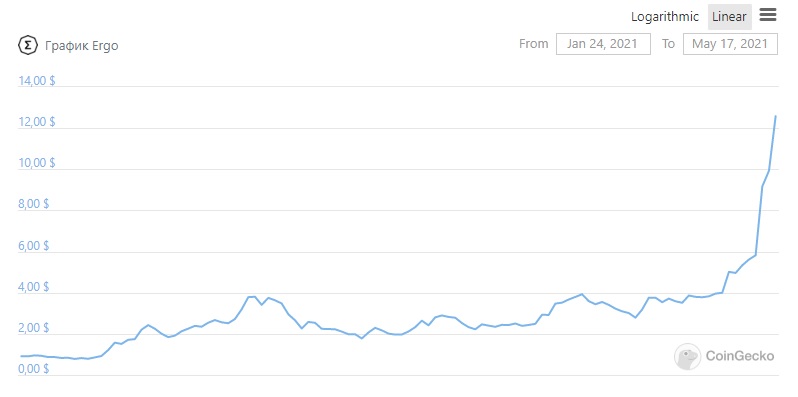 Logarithmic Linear
Σ График Ergo
From Jan 24, 2021 To May 17, 2021
14,00 $
12,00 $
10,00 $
8,00 $
6,00 $
4,00 $
2,00 $
0,00 $
CoinGecko